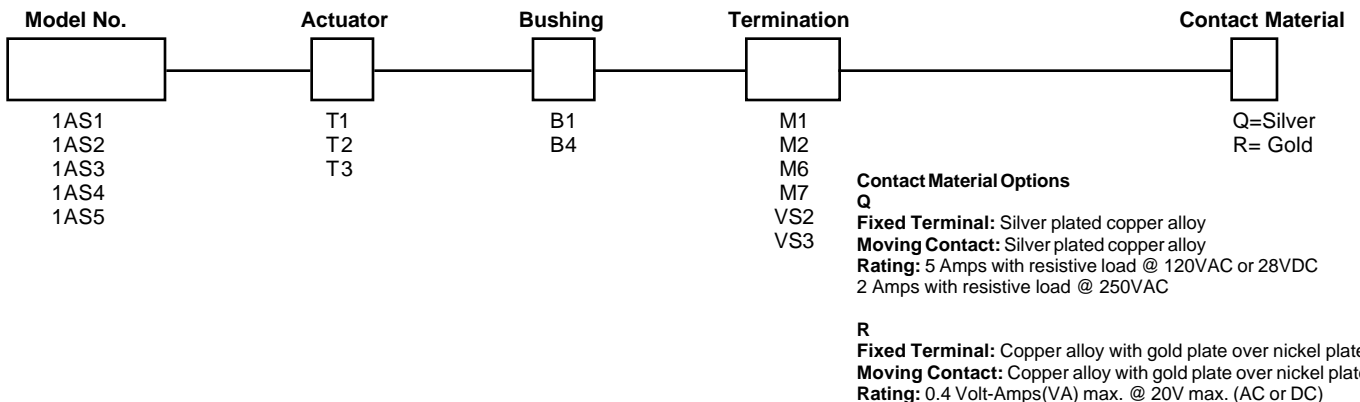 Model No. Actuator Bushing Termination Contact Material
1AS1 T1 B1 M1 Q=Silver
1AS2 T2 B4 M2 R= Gold
1AS3 T3 M6
1AS4 M7
1AS5 VS2
VS3
Contact Material Options
Q
Fixed Terminal: Silver plated copper alloy
Moving Contact: Silver plated copper alloy
Rating: 5 Amps with resistive load @ 120VAC or 28VDC
2 Amps with resistive load @ 250VAC
R
Fixed Terminal: Copper alloy with gold plate over nickel plate
Moving Contact: Copper alloy with gold plate over nickel plate
Rating: 0.4 Volt-Amps(VA) max. @ 20V max. (AC or DC)